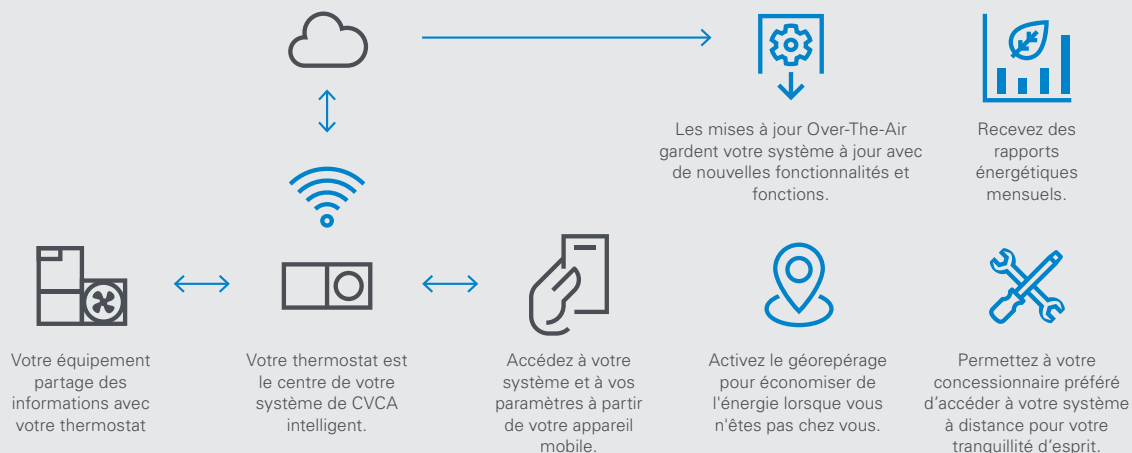 Les mises à jour Over-The-Air
gardent votre système à jour avec
de nouvelles fonctionnalités et
fonctions.
Recevez des
rapports
énergétiques
mensuels.
Votre équipement
partage des
informations avec
votre thermostat
Votre thermostat est
le centre de votre
système de CVCA
intelligent.
Accédez à votre
système et à vos
paramètres à partir
de votre appareil
mobile.
Activez le géorepérage
pour économiser de
l'énergie lorsque vous
n'êtes pas chez vous.
Permettez à votre
concessionnaire préféré
d’accéder à votre système
à distance pour votre
tranquillité d’esprit.